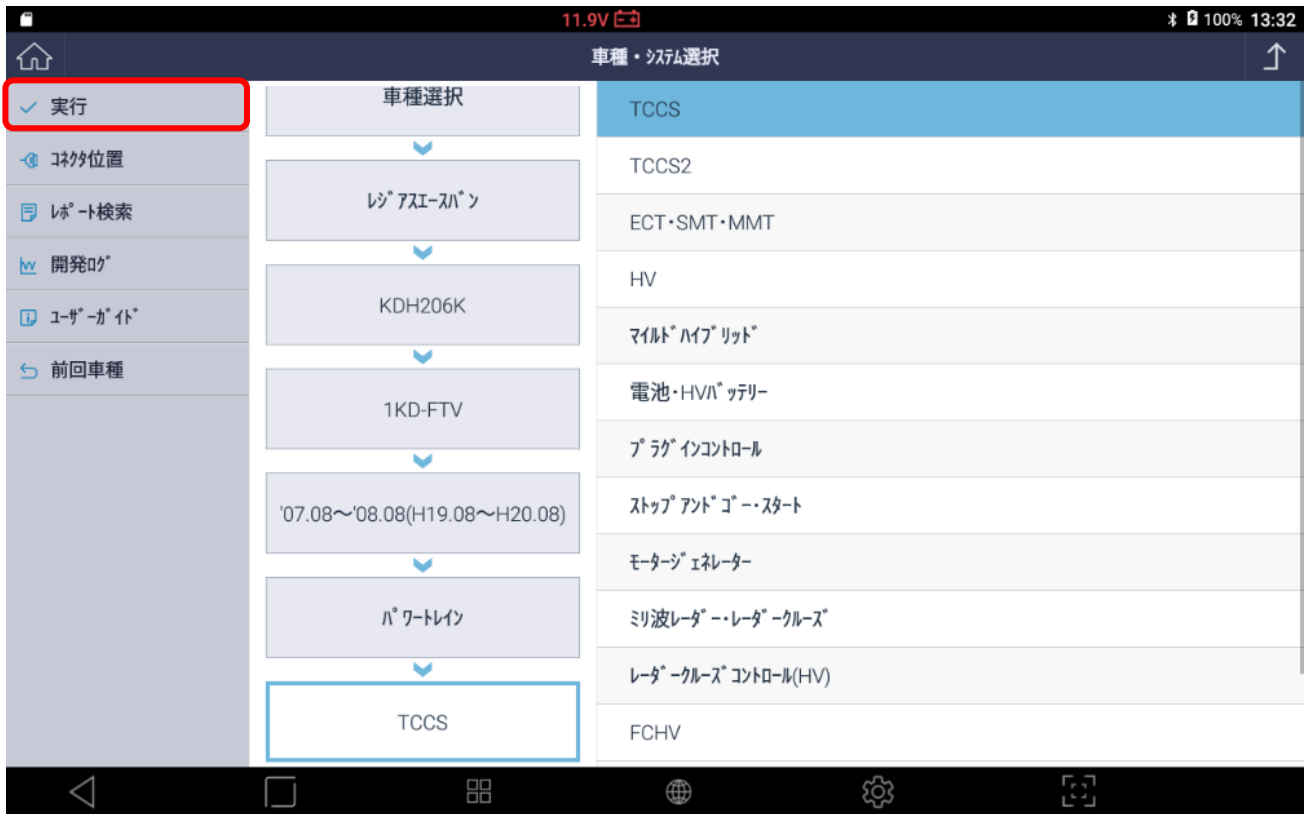 11.9V
100% 13:32
車種・ｼｽﾃﾑ選択
実行
ｺﾈｸﾀ位置
ﾚﾎﾟｰﾄ検索
開発ﾛｸﾞ
ﾕｰｻﾞｰｶﾞｲﾄﾞ
前回車種
車種選択
ﾚｼﾞｱｽｴｰｽﾊﾞﾝ
KDH206K
1KD-FTV
'07.08～'08.08(H19.08～H20.08)
ﾊﾟﾜｰﾄﾚｲﾝ
TCCS
TCCS
TCCS2
ECT･SMT･MMT
HV
ﾏｲﾙﾄﾞﾊｲﾌﾞﾘｯﾄﾞ
電池･HVﾊﾞｯﾃﾘｰ
ﾌﾟﾗｸﾞｲﾝｺﾝﾄﾛｰﾙ
ｽﾄｯﾌﾟｱﾝﾄﾞｺﾞｰ･ｽﾀｰﾄ
ﾓｰﾀｰｼﾞｪﾈﾚｰﾀｰ
ﾐﾘ波ﾚｰﾀﾞｰ･ﾚｰﾀﾞｰｸﾙｰｽﾞ
ﾚｰﾀﾞｰｸﾙｰｽﾞｺﾝﾄﾛｰﾙ(HV)
FCHV